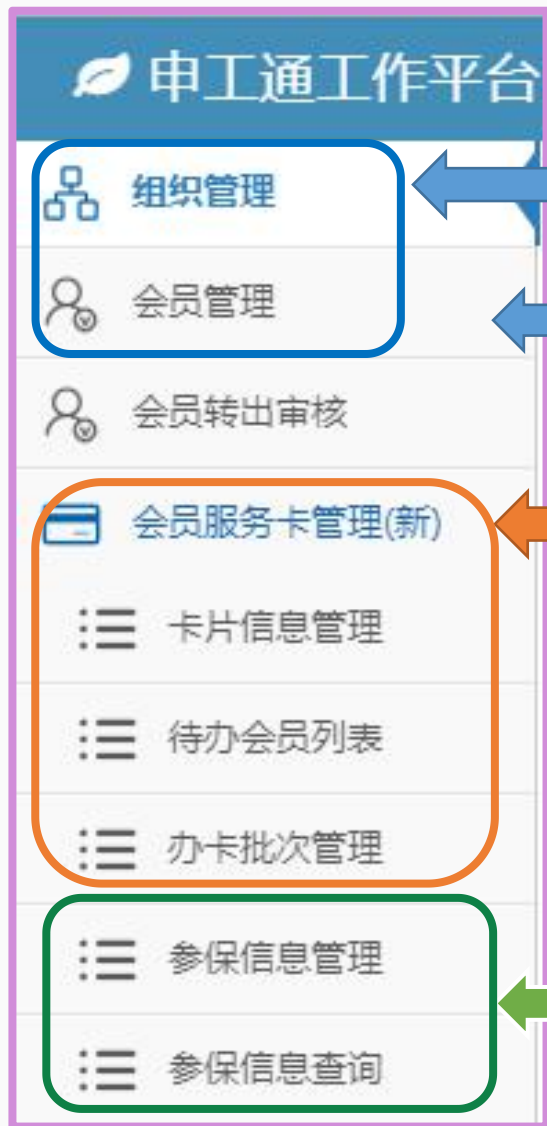 申工通工作平台
组织管理
会员管理
会员转出审核
会员服务卡管理(新)
卡片信息管理
待办会员列表
办卡批次管理
参保信息管理
参保信息查询